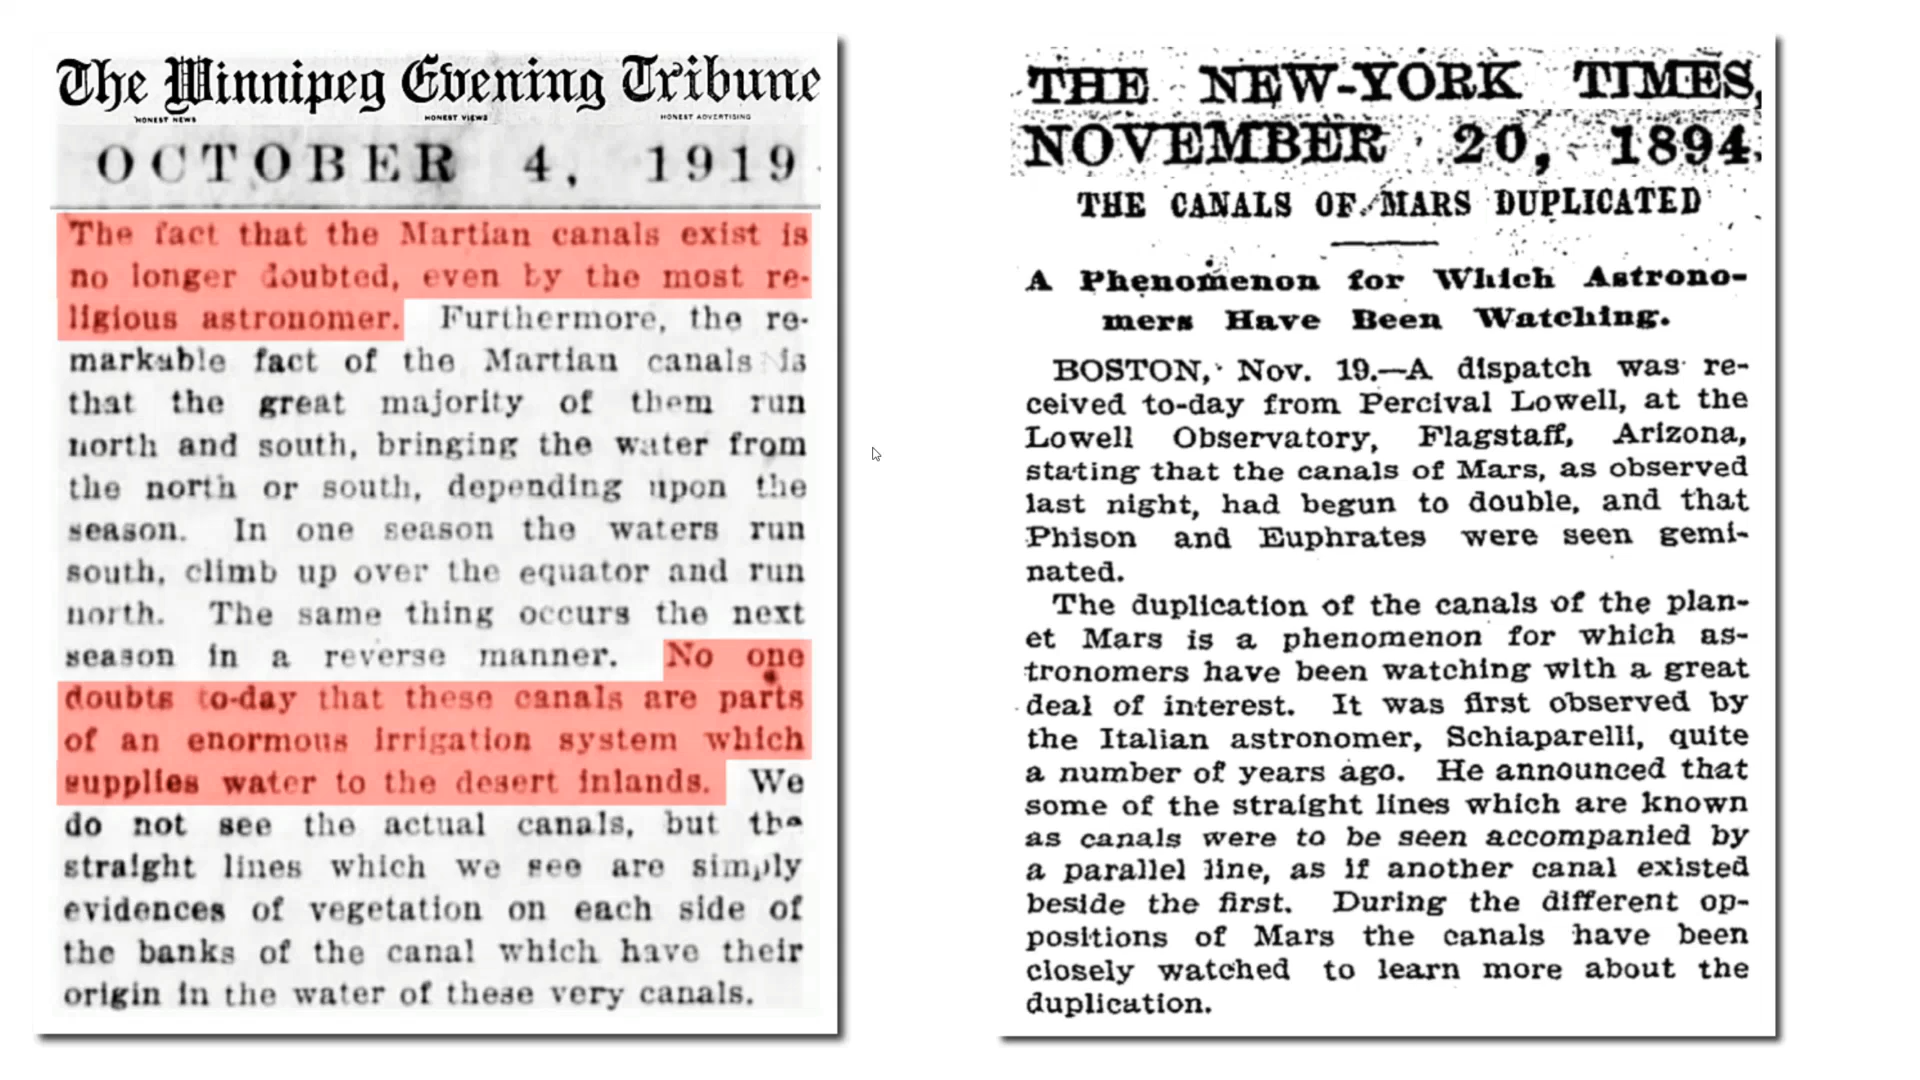 The Winnipeg Evening Tribune
HONEST NEWS HONEST VIEWS HONEST ADVERTISING
OCTOBER 4, 1919
The fact that the Martian canals exist is
no longer doubted, even by the most re-
ligious astronomer. Furthermore, the re-
markable fact of the Martian canals is
that the great majority of them run
north and south, bringing the water from
the north or south, depending upon the
season. In one season the waters run
south, climb up over the equator and run
north. The same thing occurs the next
season in a reverse manner. No one
doubts to-day that these canals are parts
of an enormous irrigation system which
supplies water to the desert inlands. We
do not see the actual canals, but the
straight lines which we see are simply
evidences of vegetation on each side of
the banks of the canal which have their
origin in the water of these very canals.
THE NEW-YORK TIMES,
NOVEMBER 20, 1894.
THE CANALS OF MARS DUPLICATED
A Phenomenon for Which Astrono-
mers Have Been Watching.
BOSTON, Nov. 19.—A dispatch was re-
ceived to-day from Percival Lowell, at the
Lowell Observatory, Flagstaff, Arizona,
stating that the canals of Mars, as observed
last night, had begun to double, and that
Phison and Euphrates were seen gemi-
nated.
The duplication of the canals of the plan-
et Mars is a phenomenon for which as-
tronomers have been watching with a great
deal of interest. It was first observed by
the Italian astronomer, Schiaparelli, quite
a number of years ago. He announced that
some of the straight lines which are known
as canals were to be seen accompanied by
a parallel line, as if another canal existed
beside the first. During the different op-
positions of Mars the canals have been
closely watched to learn more about the
duplication.